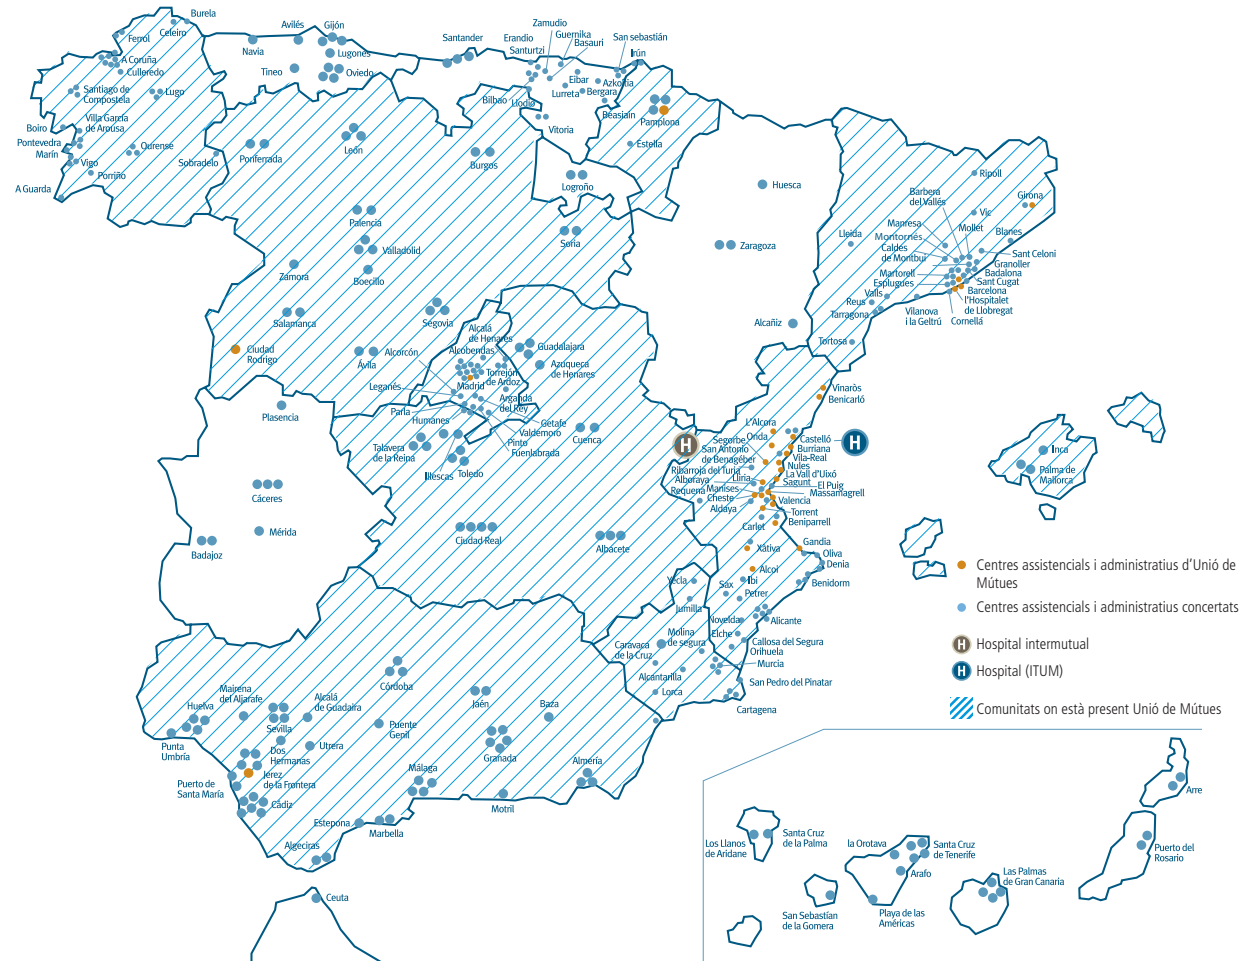 Burela
Celeiro
Ferrol
A Coruña
Culleredo
Santiago de
Compostela
Lugo
Villa García
de Arousa
Boiro
Pontevedra
Marín
Vigo
Porriño
A Guarda
Ourense
Sobradelo
Avilés
Gijón
Navia
Lugones
Tineo
Oviedo
Santander
Zamudio
Erandio
Guernika
Santurtzi
Basauri
San sebastián
Irún
Eibar
Azkoitia
Bilbao
Lurreta
Bergara
Llodio
Beasiain
Vitoria
Pamplona
Estella
Ponferrada
León
Burgos
Logroño
Palencia
Valladolid
Soria
Zamora
Boecillo
Salamanca
Segovia
Ciudad
Rodrigo
Ávila
Huesca
Zaragoza
Alcañiz
Ripoll
Girona
Barbera
del Vallés
Vic
Manresa
Mollet
Montornés
Blanes
Lleida
Caldes
de Montbui
Sant Celoni
Granoller
Martorell
Badalona
Esplugues
Sant Cugat
Barcelona
Valls
Reus
l'Hospitalet
de Llobregat
Tarragona
Vilanova
i la Geltrú
Cornellá
Tortosa
Alcalá
de Henares
Alcorcón
Alcobendas
Guadalajara
Azuqueca
de Henares
Leganés
Madrid
Torrejón
de Ardoz
Parla
Arganda
del Rey
Humanes
Getafe
Valdemoro
Pinto
Fuenlabrada
Talavera
de la Reina
Illescas
Toledo
Cuenca
Ciudad Real
Albacete
Plasencia
Cáceres
Mérida
Badajoz
Vinaròs
Benicarló
L'Alcora
Onda
Castelló
Segorbe
Burriana
San Antonio
de Benagéber
Vila-Real
Nules
Ribarroja del Turia
La Vall d'Uixó
Alboraya
Lliria
Sagunt
Requena
Manises
El Puig
Cheste
Massamagrell
Aldaya
Valencia
Torrent
Carlet
Beniparrell
Xàtiva
Gandia
Oliva
Alcoi
Denia
Ibi
Benidorm
Sax
Petrer
Novelda
Alicante
Elche
Callosa del Segura
Orihuela
Yecla
Jumilla
Molina
de segura
Caravaca
de la Cruz
Murcia
Alcantarilla
San Pedro del Pinatar
Lorca
Cartagena
Inca
Palma de
Mallorca
H
H
Centres assistencials i administratius d'Unió de
Mútues
Centres assistencials i administratius concertats
H Hospital intermutual
H Hospital (ITUM)
Comunitats on està present Unió de Mútues
Mairena
del Aljarafe
Huelva
Alcalá
de Guadaira
Córdoba
Jaén
Baza
Sevilla
Puente
Genil
Punta
Umbría
Dos
Hermanas
Utrera
Granada
Jerez
de la Frontera
Málaga
Almería
Puerto de
Santa María
Cádiz
Motril
Estepona
Marbella
Algeciras
Ceuta
Los Llanos
de Aridane
Santa Cruz
de la Palma
la Orotava
Santa Cruz
de Tenerife
Arafo
San Sebastían
de la Gomera
Playa de las
Américas
Las Palmas
de Gran Canaria
Arre
Puerto del
Rosario